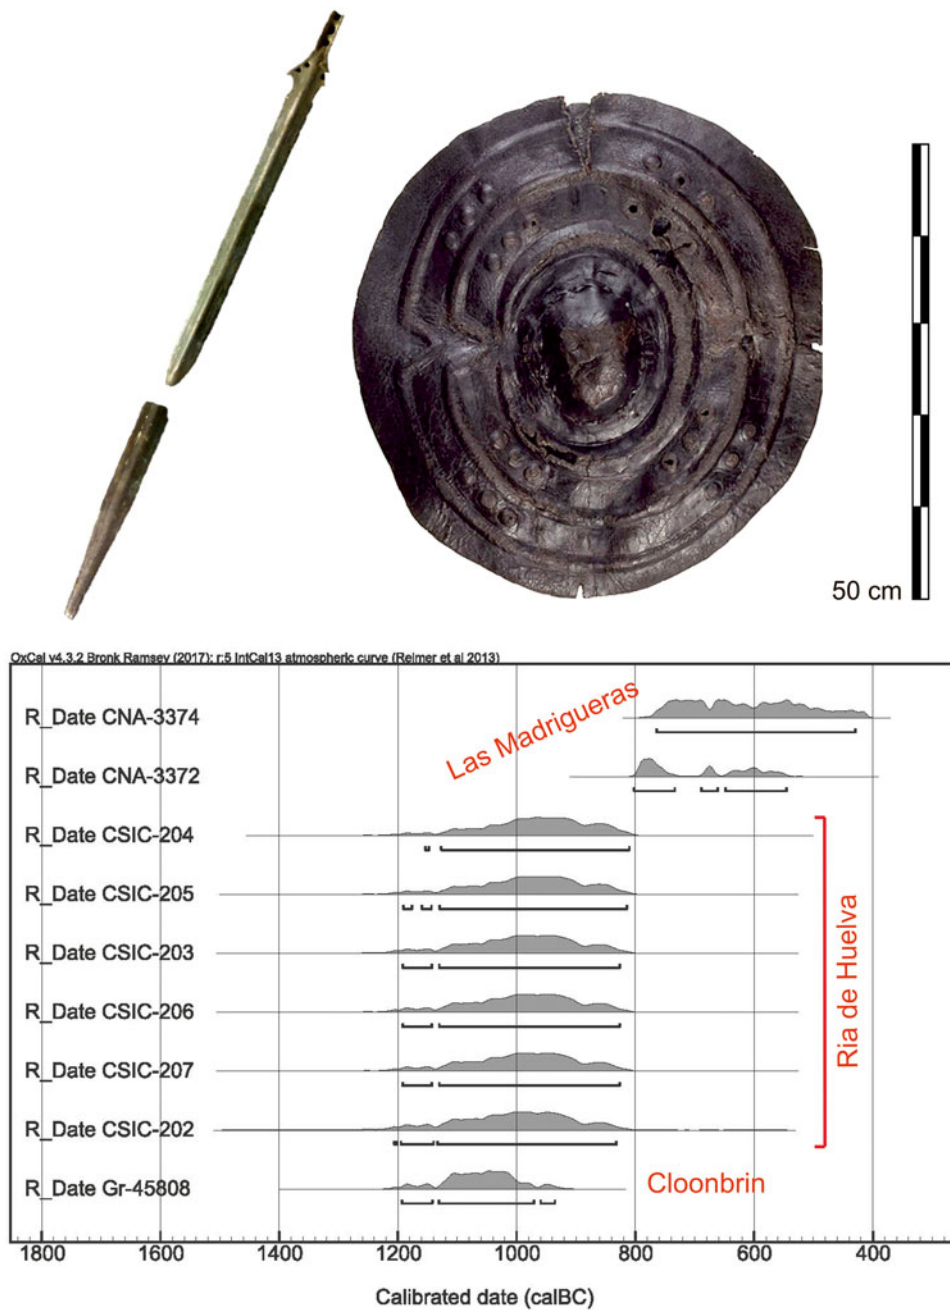 50 cm
OxCal v4.3.2 Bronk Ramsey (2017); r:5 IntCal13 atmospheric curve (Reimer et al 2013)
R_Date CNA-3374
Las Madrigueras
R_Date CNA-3372
R_Date CSIC-204
R_Date CSIC-205
R_Date CSIC-203
R_Date CSIC-206
R_Date CSIC-207
R_Date CSIC-202
Ria de Huelva
R_Date Gr-45808
Cloonbrin
1800 1600 1400 1200 1000 800 600 400
Calibrated date (calBC)